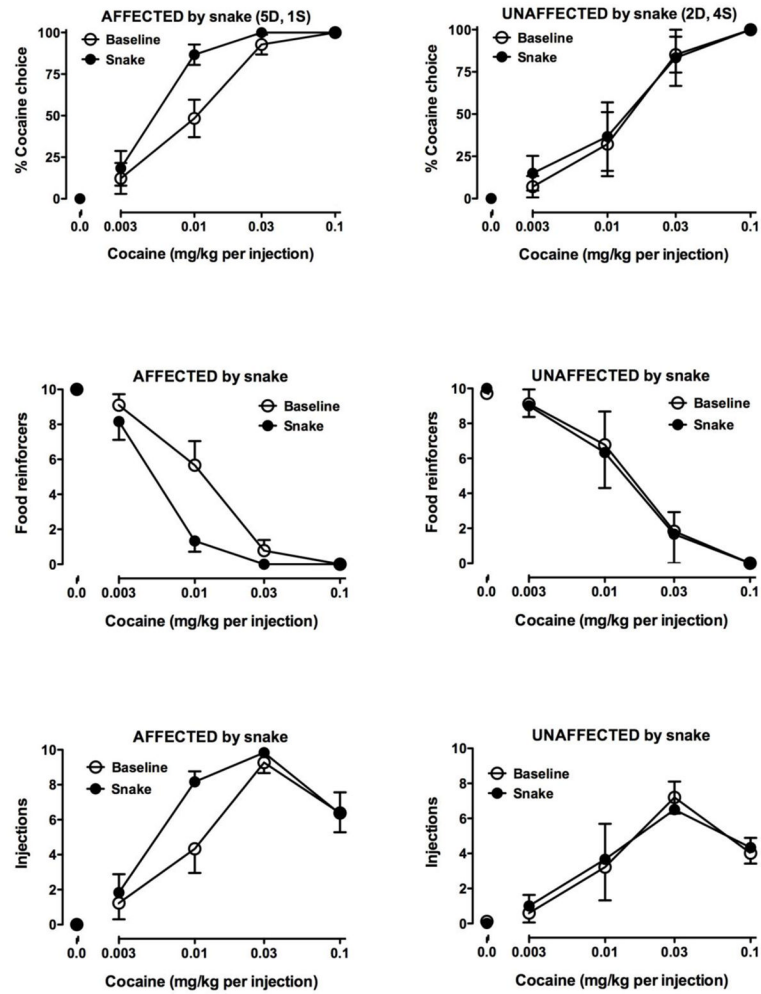 AFFECTED by snake (5D, 1S)
Baseline
Snake
% Cocaine choice
100
75
50
25
0
0.0
0.003
0.01
0.03
0.1
Cocaine (mg/kg per injection)
UNAFFECTED by snake (2D, 4S)
Baseline
Snake
% Cocaine choice
100
75
50
25
0
0.0
0.003
0.01
0.03
0.1
Cocaine (mg/kg per injection)
AFFECTED by snake
Baseline
Snake
Food reinforcers
10
8
6
4
2
0
0.0
0.003
0.01
0.03
0.1
Cocaine (mg/kg per injection)
UNAFFECTED by snake
Baseline
Snake
Food reinforcers
10
8
6
4
2
0
0.0
0.003
0.01
0.03
0.1
Cocaine (mg/kg per injection)
AFFECTED by snake
Baseline
Snake
Injections
10
8
6
4
2
0
0.0
0.003
0.01
0.03
0.1
Cocaine (mg/kg per injection)
UNAFFECTED by snake
Baseline
Snake
Injections
10
8
6
4
2
0
0.0
0.003
0.01
0.03
0.1
Cocaine (mg/kg per injection)